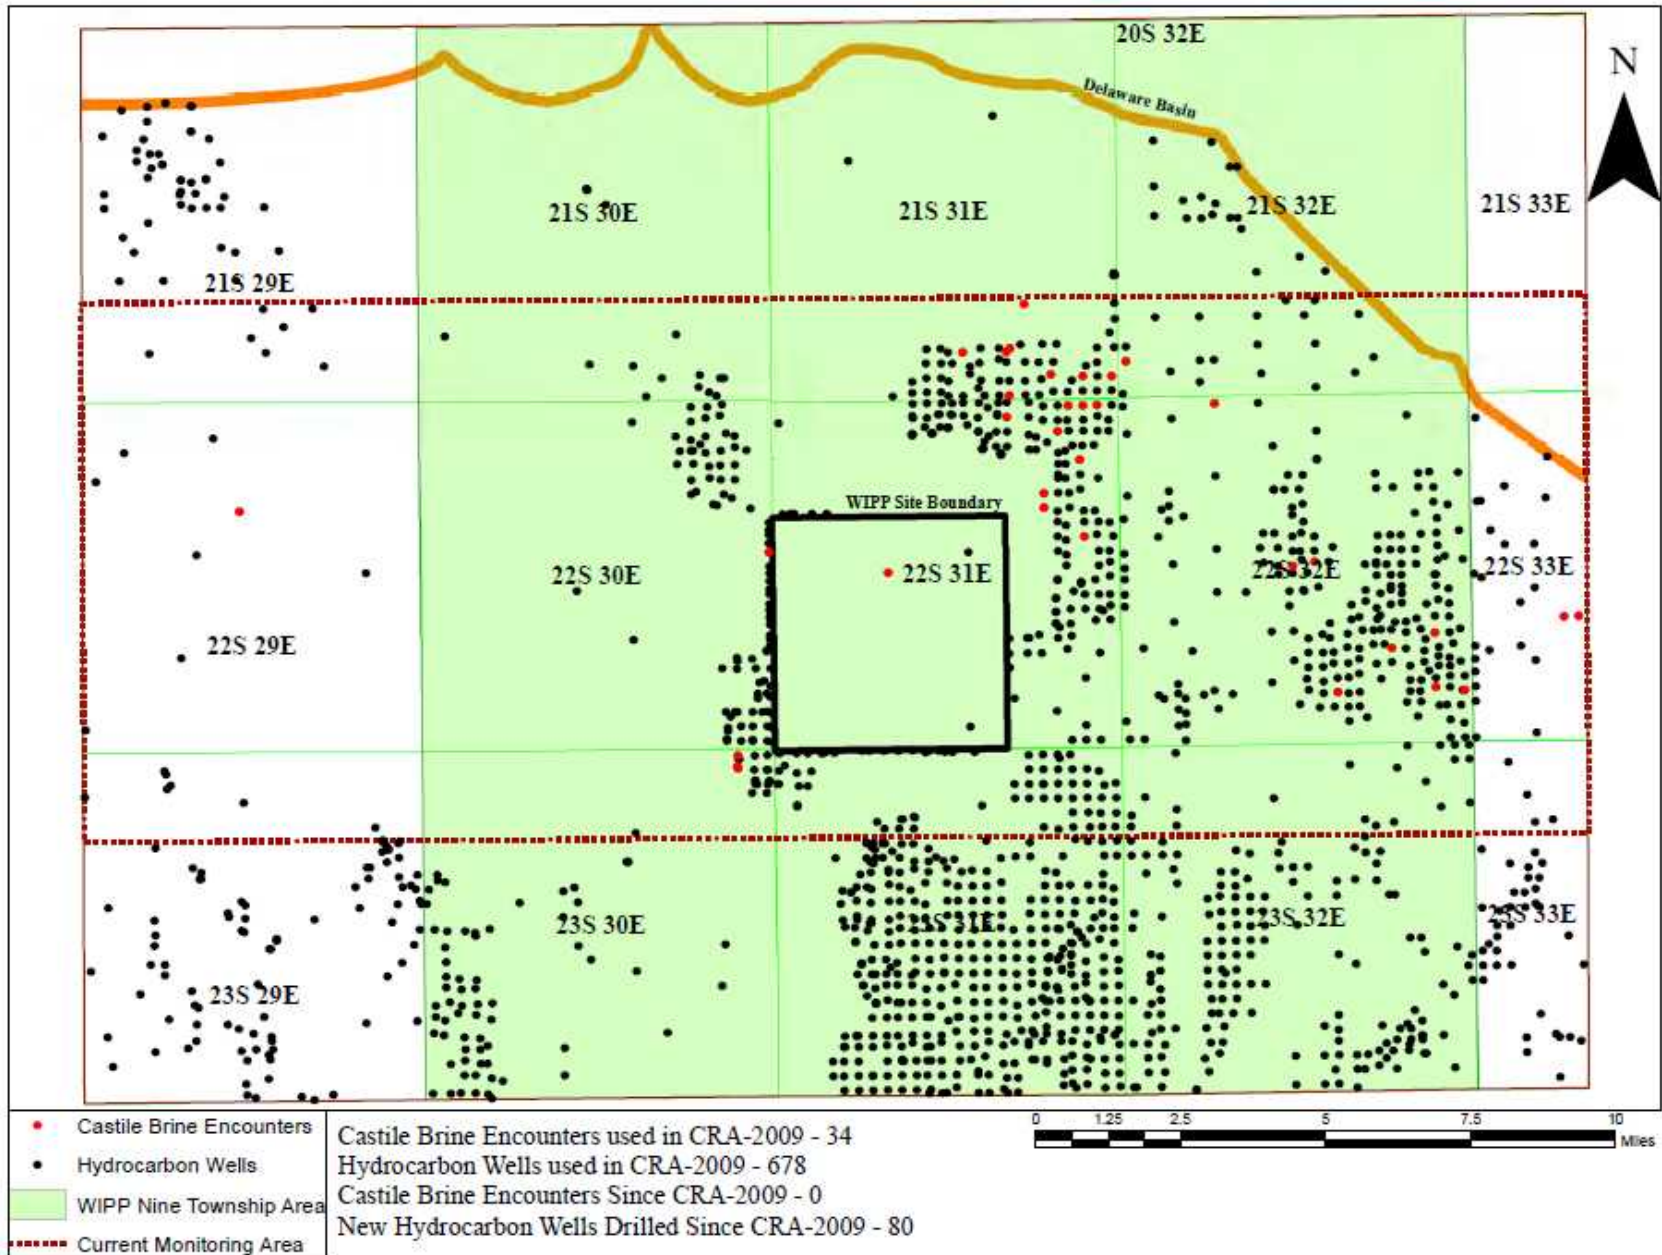 20S 32E
N
Delaware Basin
21S 30E
21S 31E
21S 32E
21S 33E
21S 29E
WIPP Site Boundary
22S 30E
22S 31E
22S 32E
22S 33E
22S 29E
23S 30E
23S 31E
23S 32E
23S 33E
23S 29E
Castile Brine Encounters
Hydrocarbon Wells
WIPP Nine Township Area
Current Monitoring Area
Castile Brine Encounters used in CRA-2009 - 34
Hydrocarbon Wells used in CRA-2009 - 678
Castile Brine Encounters Since CRA-2009 - 0
New Hydrocarbon Wells Drilled Since CRA-2009 - 80
0 1.25 2.5 5 7.5 10
Miles